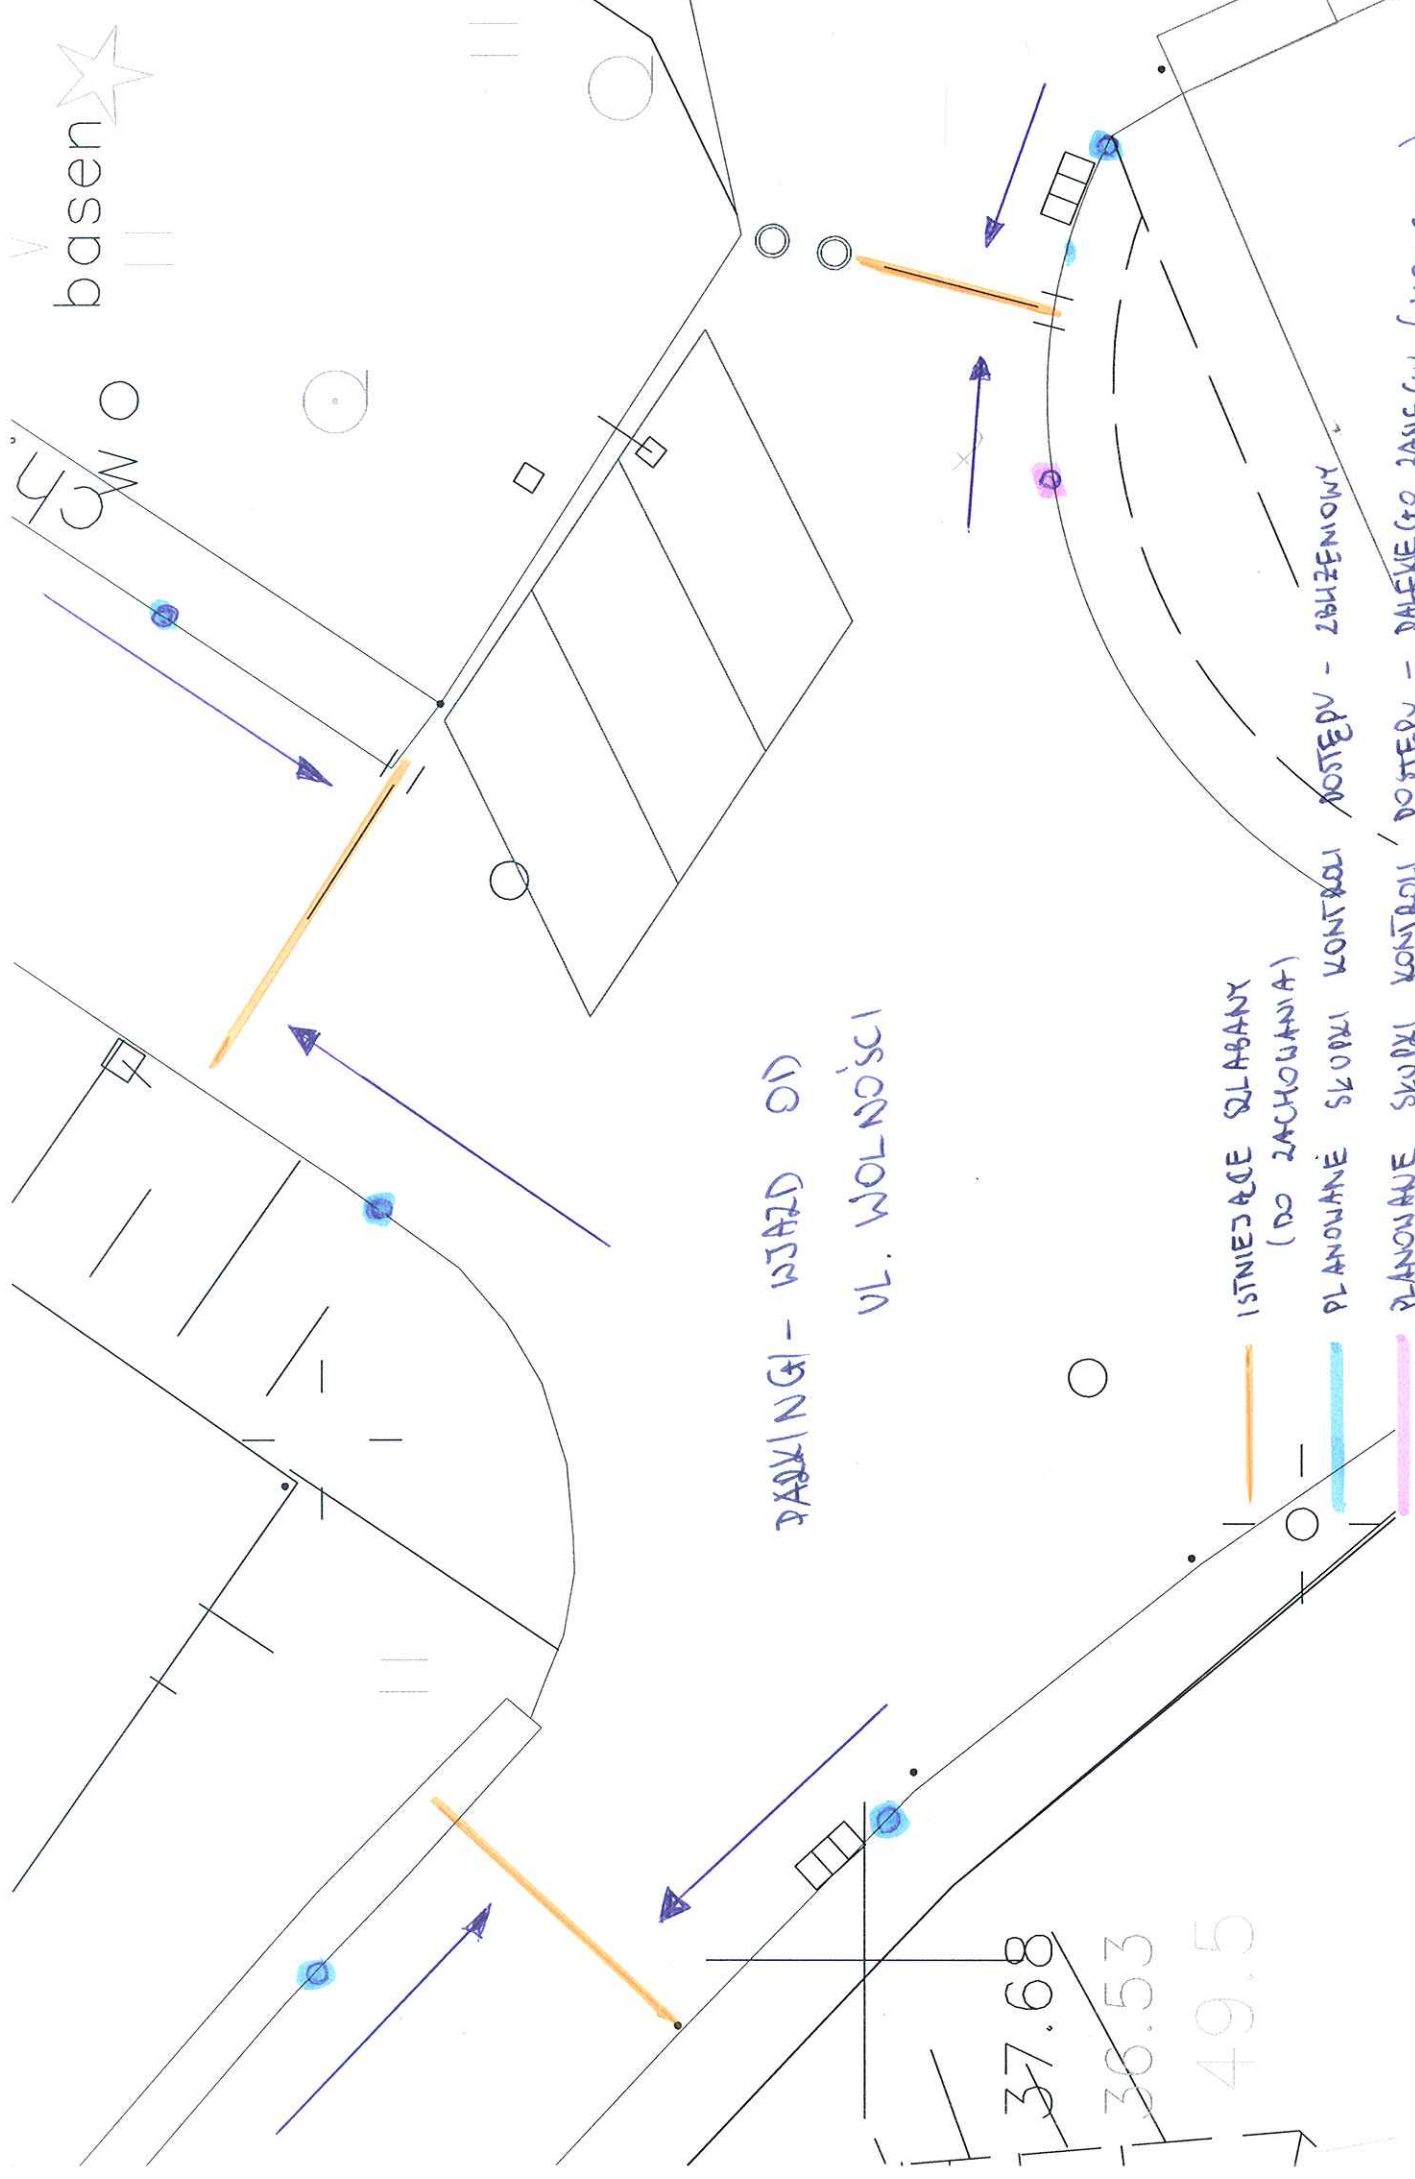 basen
PARKINGI - WJAZD OD
UL. WOLNOŚCI
ISTNIEJĄCE SZLABANY
(DO ZACHOWANIA)
PLANOWANE SŁUPKI KONTROLI DOSTĘPU - ZBLIŻENIOWY
PLANOWANE SŁUPKI KONTROLI DOSTĘPU - DALEKIEGO ZASIĘGU
37.68
36.53
49.5